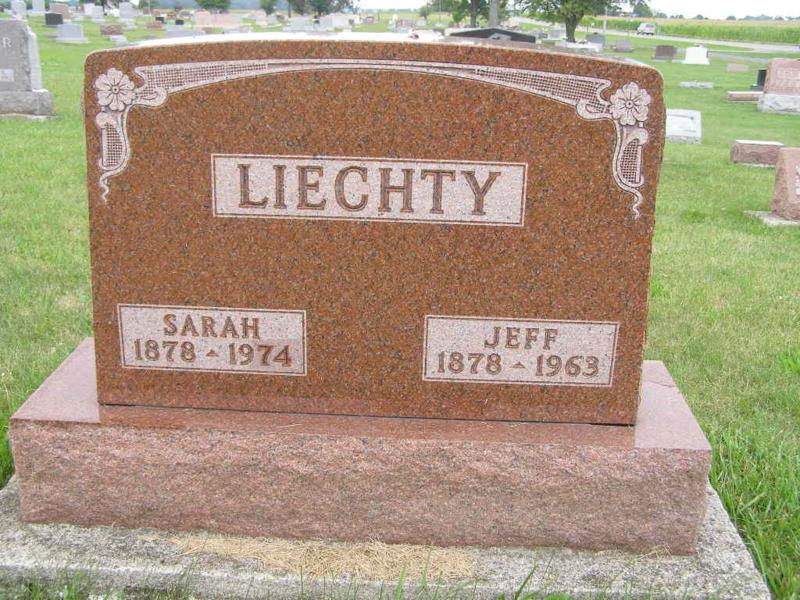 LIECHTY
SARAH
1878 - 1974
JEFF
1878 - 1963